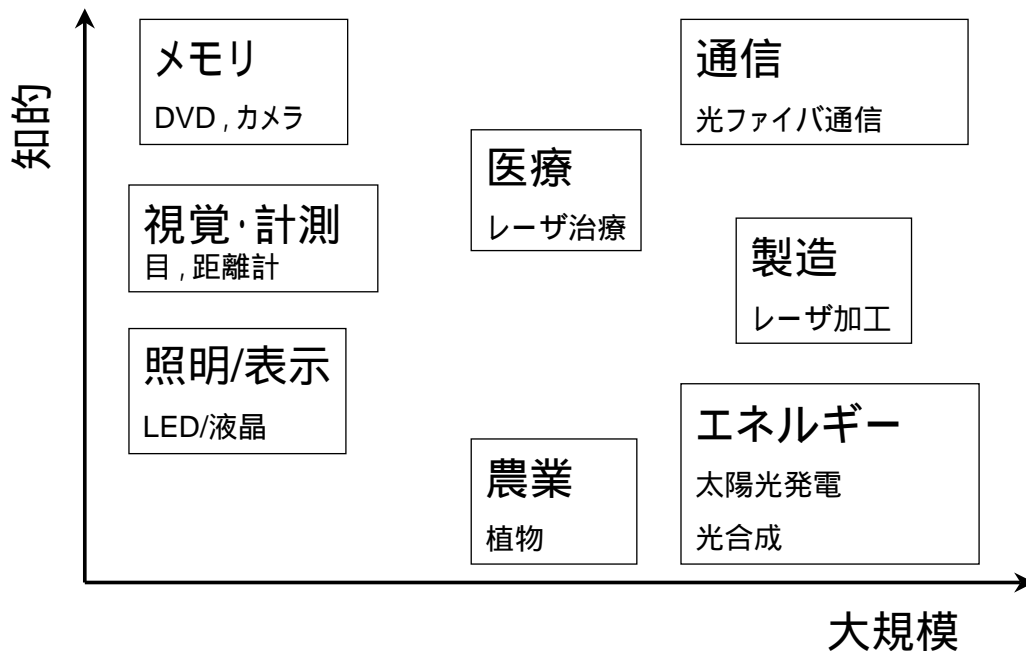 知的
メモリ
DVD , カメラ
通信
光ファイバ通信
医療
レーザ治療
視覚・計測
目 , 距離計
製造
レーザ加工
照明/表示
LED/液晶
エネルギー
太陽光発電
光合成
農業
植物
大規模